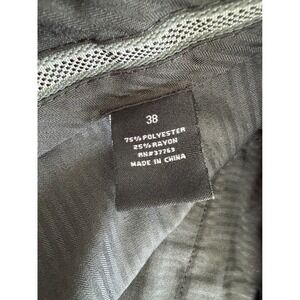 38
75% POLYESTER
25% RAYON
RN#37763
MADE IN CHINA